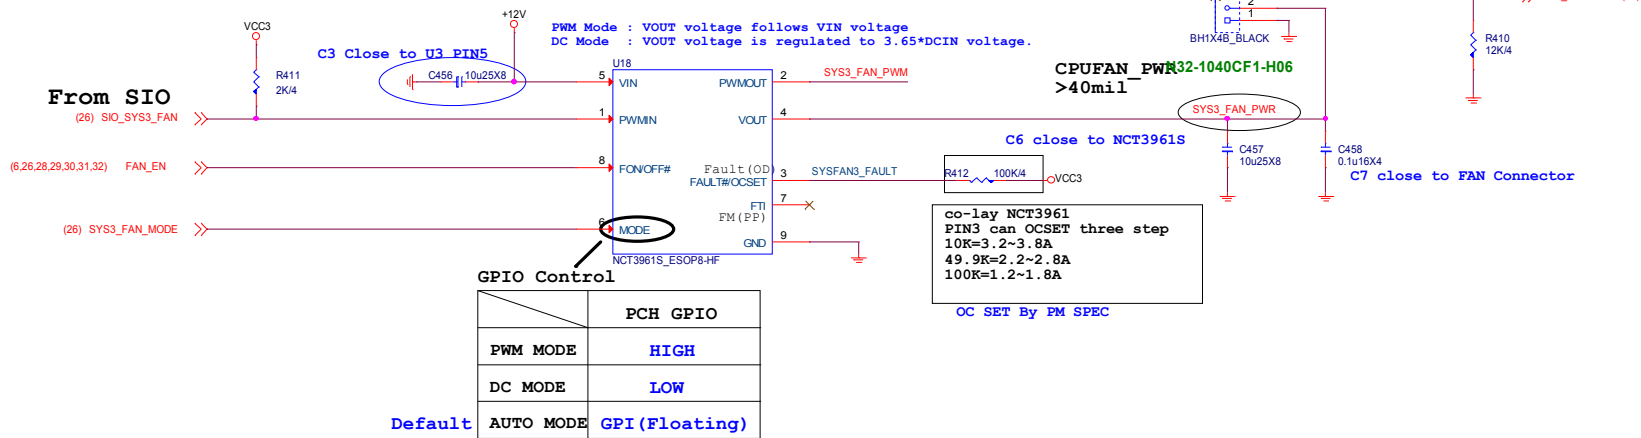 VCC3
+12V
PWM Mode : VOUT voltage follows VIN voltage
DC Mode : VOUT voltage is regulated to 3.65*DCIN voltage.
2
1
BH1X4B_BLACK
R410
12K/4
C3 Close to U3 PIN5
C456
10u25X8
R411
2K/4
U18
5
VIN
PWMOUT
2
SYS3_FAN_PWM
CPUFAN_PWR
N32-1040CF1-H06
>40mil
From SIO
(26) SIO_SYS3_FAN
1
PWMIN
VOUT
4
SYS3_FAN_PWR
C6 close to NCT3961S
C457
10u25X8
C458
0.1u16X4
C7 close to FAN Connector
(6,26,28,29,30,31,32) FAN_EN
8
FON/OFF#
Fault(OD)
FAULT#/OCSET
3
SYSFAN3_FAULT
R412
100K/4
VCC3
7
FTI
FM(PP)
(26) SYS3_FAN_MODE
6
MODE
GND
9
NCT3961S_ESOP8-HF
co-lay NCT3961
PIN3 can OCSET three step
10K=3.2~3.8A
49.9K=2.2~2.8A
100K=1.2~1.8A
OC SET By PM SPEC
GPIO Control
PCH GPIO
PWM MODE HIGH
DC MODE LOW
Default AUTO MODE GPI(Floating)